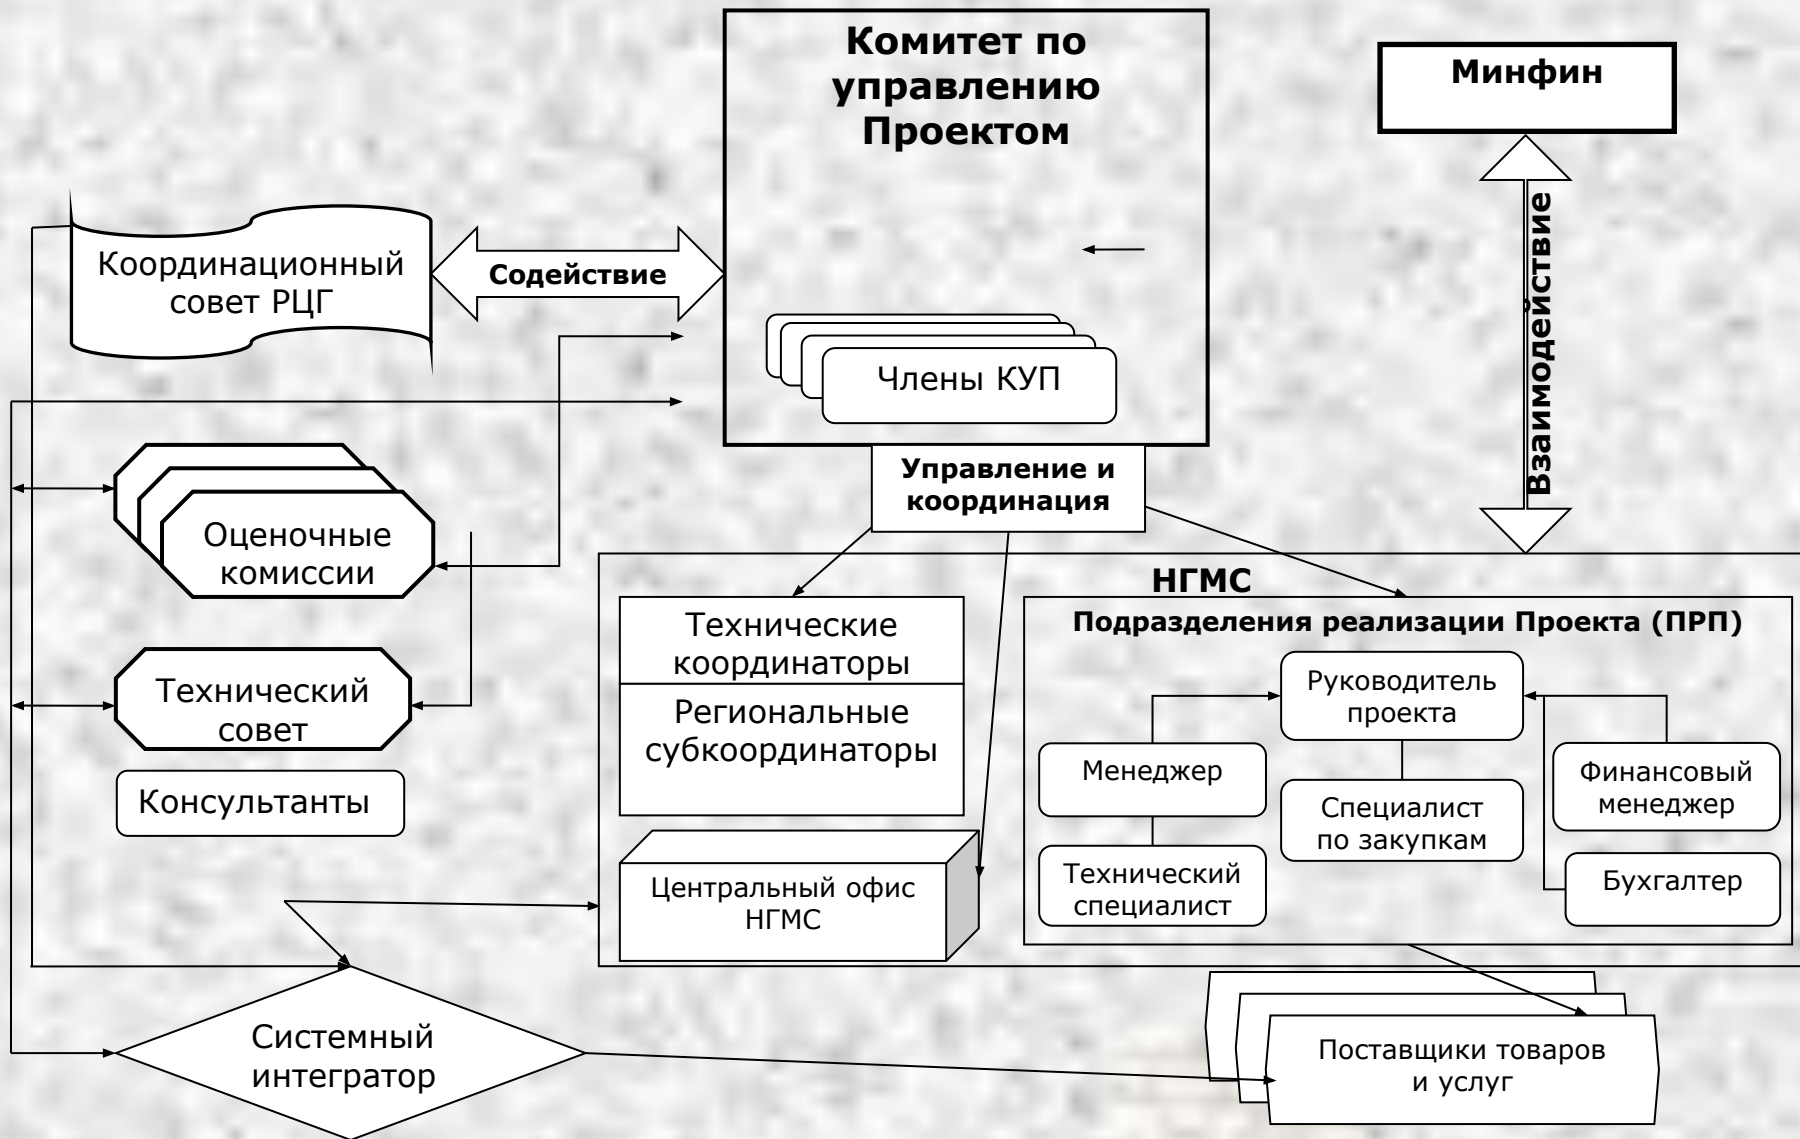 Комитет по
управлению
Проектом
Минфин
Координационный
совет РЦГ
Содействие
Взаимодействие
Члены КУП
Управление и
координация
Оценочные
комиссии
НГМС
Технические
координаторы
Региональные
субкоординаторы
Подразделения реализации Проекта (ПРП)
Руководитель
проекта
Технический
совет
Менеджер
Специалист
по закупкам
Финансовый
менеджер
Консультанты
Технический
специалист
Бухгалтер
Центральный офис
НГМС
Системный
интегратор
Поставщики товаров
и услуг